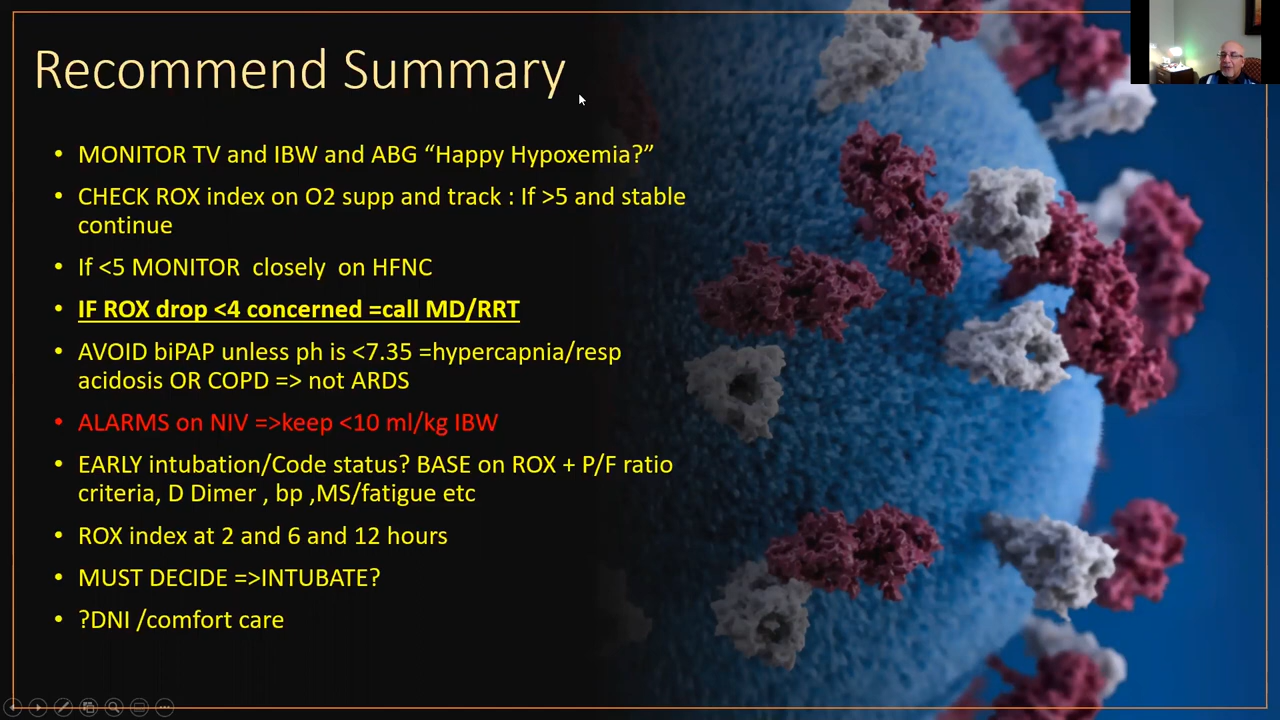 Recommend Summary
• MONITOR TV and IBW and ABG “Happy Hypoxemia?”
• CHECK ROX index on O2 supp and track : If >5 and stable
continue
• If <5 MONITOR  closely  on HFNC
• IF ROX drop <4 concerned =call MD/RRT
• AVOID biPAP unless ph is <7.35 =hypercapnia/resp
acidosis OR COPD => not ARDS
• ALARMS on NIV =>keep <10 ml/kg IBW
• EARLY intubation/Code status? BASE on ROX + P/F ratio
criteria, D Dimer , bp ,MS/fatigue etc
• ROX index at 2 and 6 and 12 hours
• MUST DECIDE =>INTUBATE?
• ?DNI /comfort care